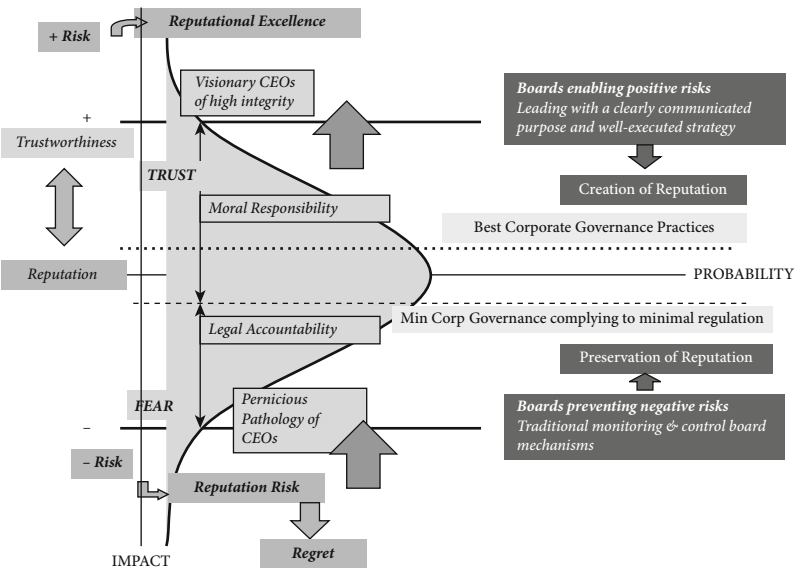 Reputational Excellence
+ Risk
Visionary CEOs
of high integrity
Boards enabling positive risks
Leading with a clearly communicated
purpose and well-executed strategy
+
Trustworthiness
TRUST
Creation of Reputation
Moral Responsibility
Best Corporate Governance Practices
Reputation
PROBABILITY
Min Corp Governance complying to minimal regulation
Legal Accountability
Preservation of Reputation
FEAR
Pernicious
Pathology of
CEOs
Boards preventing negative risks
Traditional monitoring & control board
mechanisms
–
– Risk
Reputation Risk
Regret
IMPACT